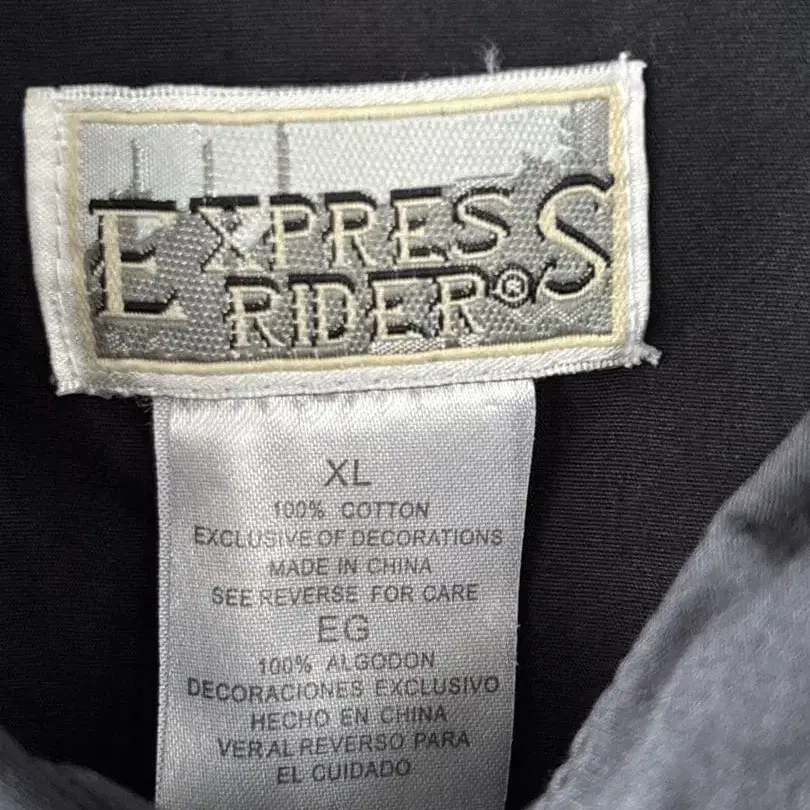 EXPRESS
RIDER®
XL
100% COTTON
EXCLUSIVE OF DECORATIONS
MADE IN CHINA
SEE REVERSE FOR CARE
EG
100% ALGODON
DECORACIONES EXCLUSIVO
HECHO EN CHINA
VER AL REVERSO PARA
EL CUIDADO